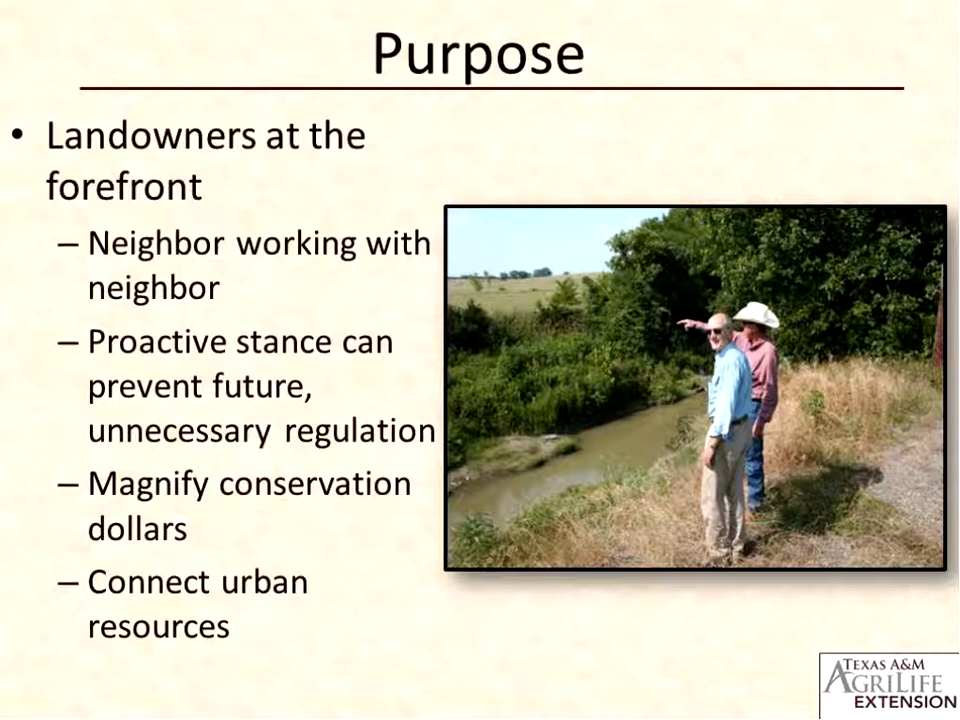 Purpose
• Landowners at the
forefront
– Neighbor working with
neighbor
– Proactive stance can
prevent future,
unnecessary regulation
– Magnify conservation
dollars
– Connect urban
resources
TEXAS A&M
AGRILIFE
EXTENSION